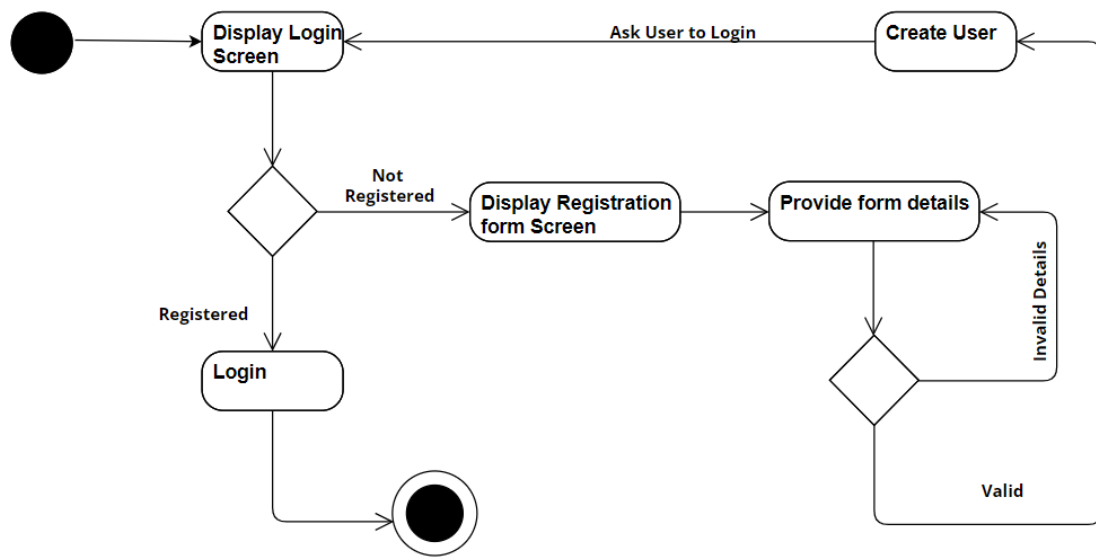 Display Login
Screen
Ask User to Login
Create User
Not
Registered
Display Registration
form Screen
Provide form details
Invalid Details
Registered
Login
Valid